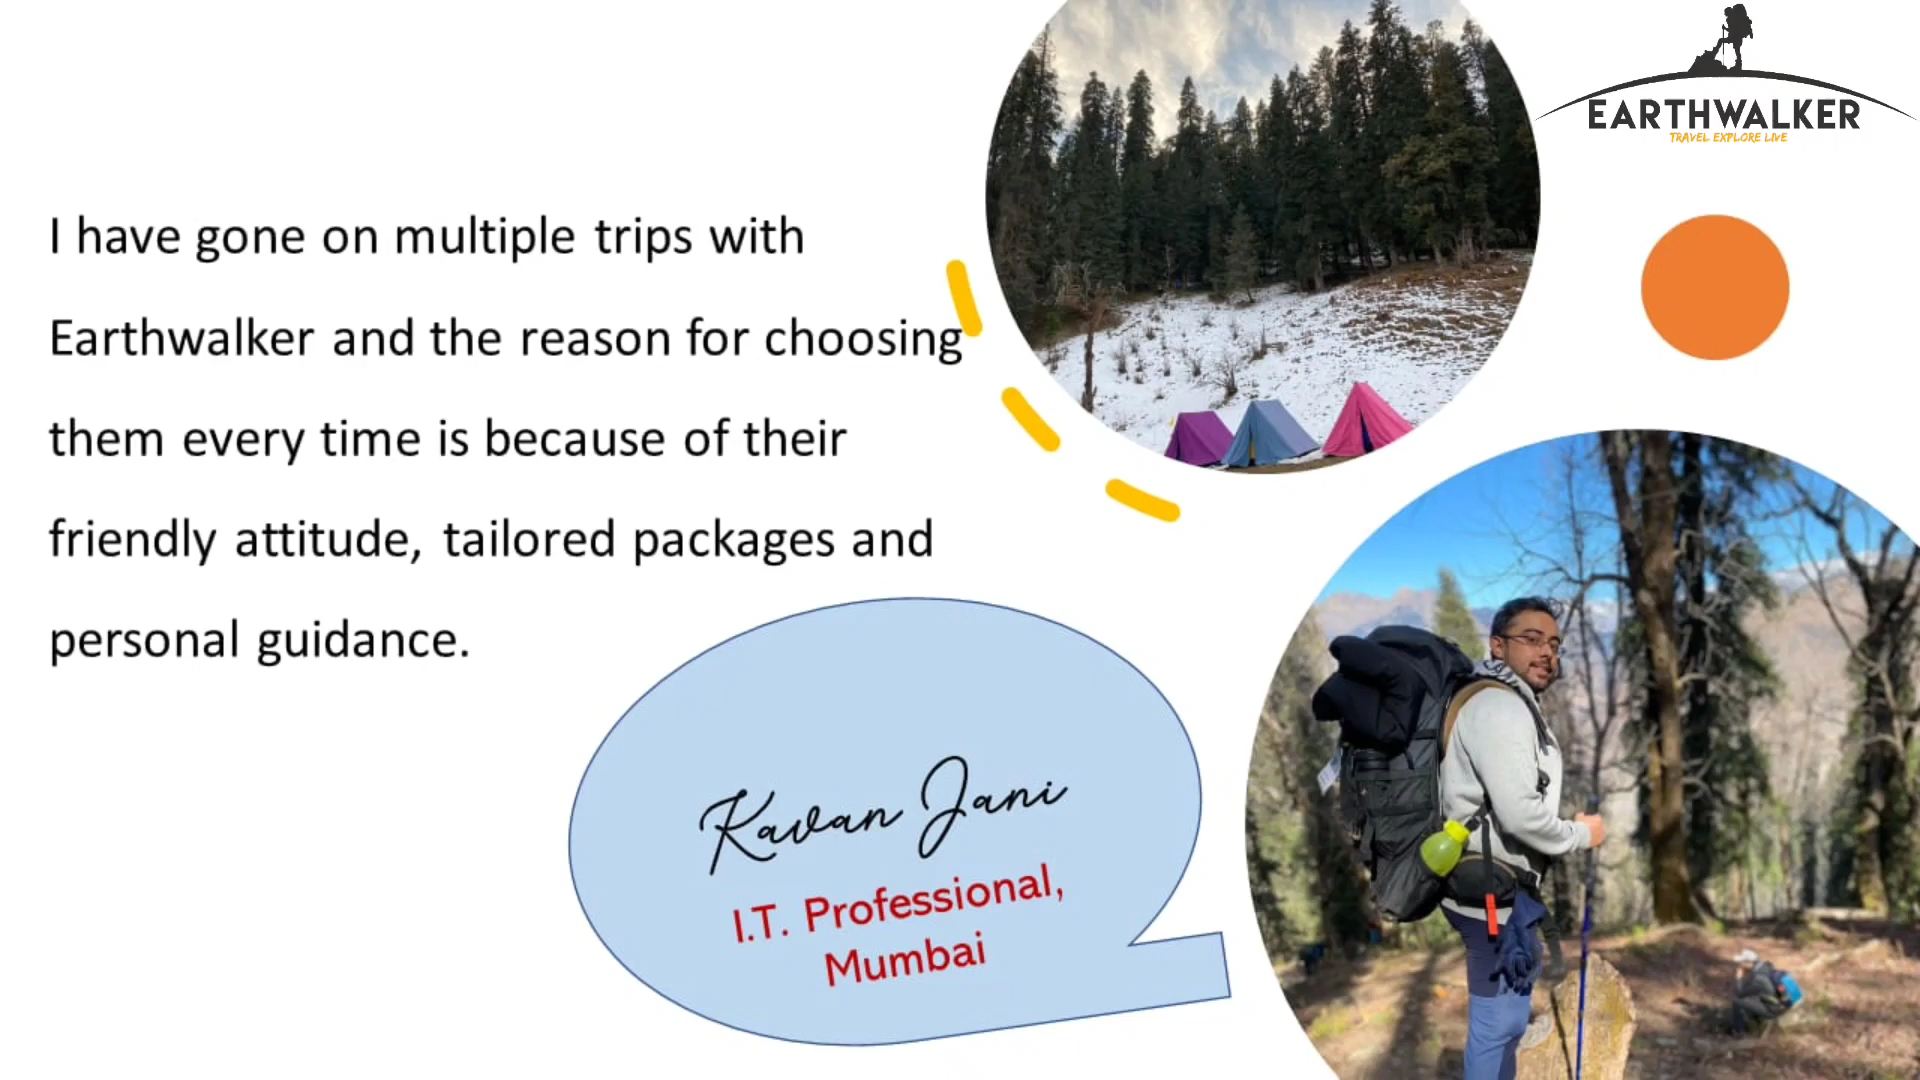 EARTHWALKER
TRAVEL EXPLORE LIVE
I have gone on multiple trips with
Earthwalker and the reason for choosing
them every time is because of their
friendly attitude, tailored packages and
personal guidance.
Kavan Jani
I.T. Professional,
Mumbai